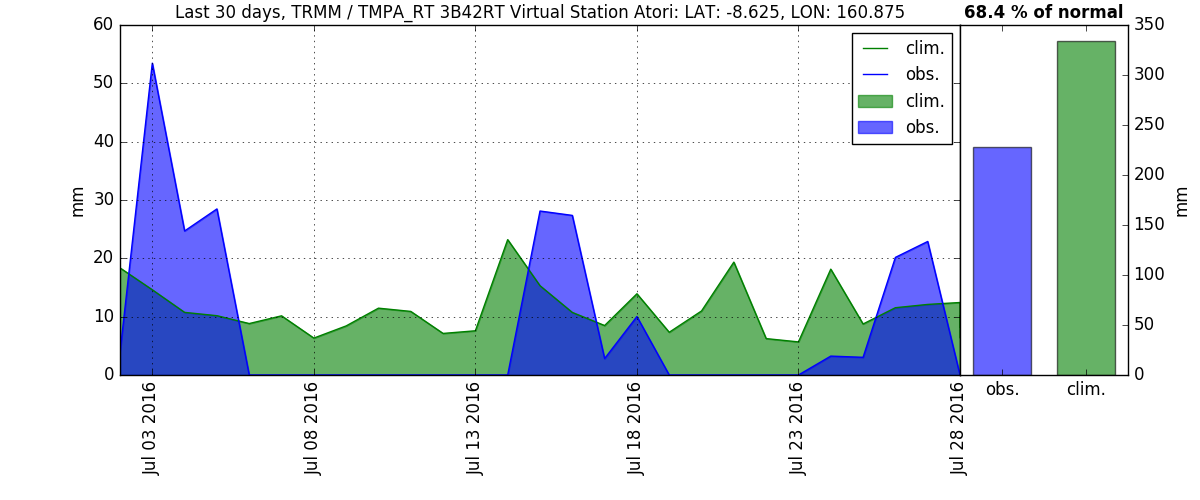 Last 30 days, TRMM / TMPA_RT 3B42RT Virtual Station Atori: LAT: -8.625, LON: 160.875
68.4 % of normal
60
50
40
30
20
10
0
mm
clim.
obs.
clim.
obs.
Jul 03 2016
Jul 08 2016
Jul 13 2016
Jul 18 2016
Jul 23 2016
Jul 28 2016
obs.
clim.
350
300
250
200
150
100
50
0
mm